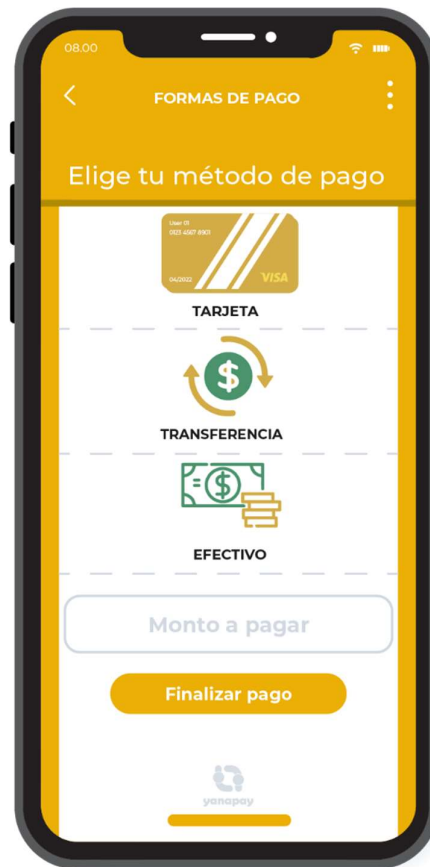 08.00
FORMAS DE PAGO
Elige tu método de pago
User 01
0123 4567 8901
04/2022
VISA
TARJETA
TRANSFERENCIA
EFECTIVO
Monto a pagar
Finalizar pago
yanapay